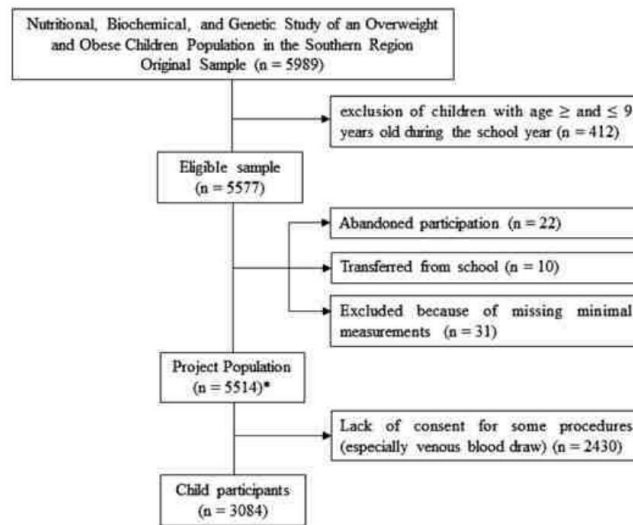 Nutritional, Biochemical, and Genetic Study of an Overweight
and Obese Children Population in the Southern Region
Original Sample (n = 5989)
exclusion of children with age ≥ and ≤ 9
years old during the school year (n = 412)
Eligible sample
(n = 5577)
Abandoned participation (n = 22)
Transferred from school (n = 10)
Excluded because of missing minimal
measurements (n = 31)
Project Population
(n = 5514)*
Lack of consent for some procedures
(especially venous blood draw) (n = 2430)
Child participants
(n = 3084)